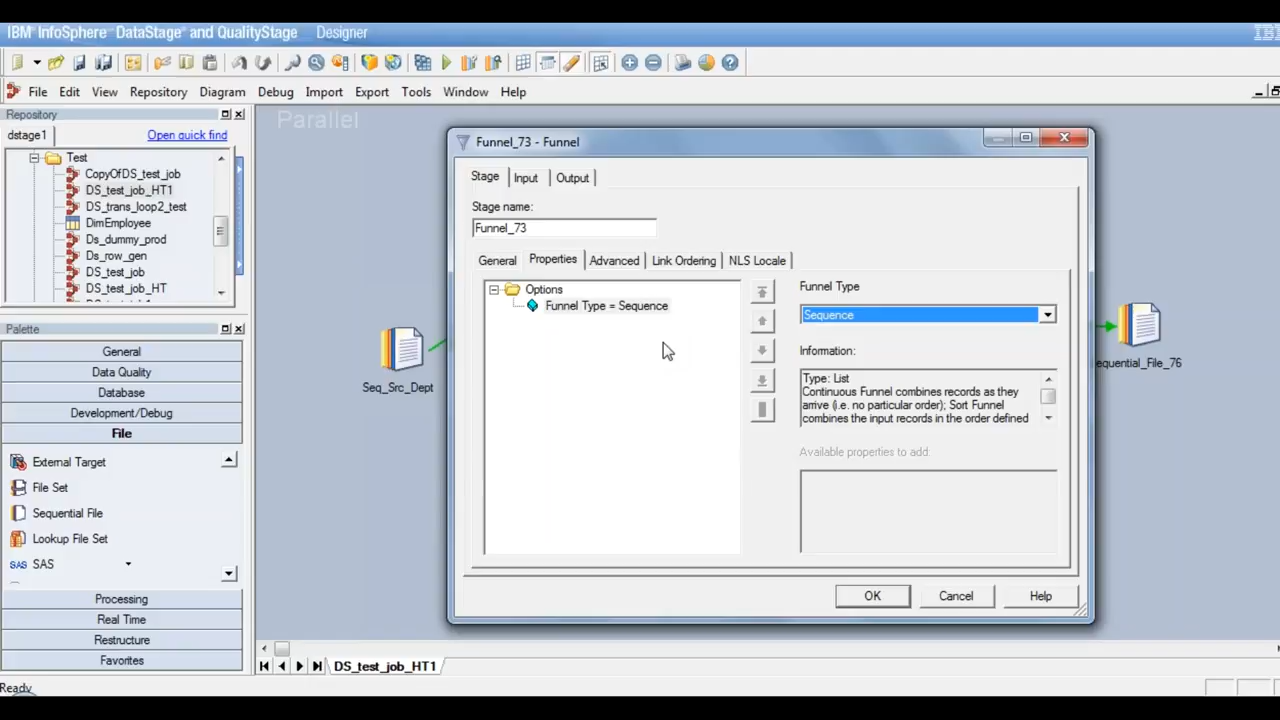 IBM® InfoSphere® DataStage® and QualityStage® Designer
IB
File Edit View Repository Diagram Debug Import Export Tools Window Help
Repository
dstage1
Open quick find
Test
CopyOfDS_test_job
DS_test_job_HT1
DS_trans_loop2_test
DimEmployee
Ds_dummy_prod
Ds_row_gen
DS_test_job
DS_test_job_HT
Palette
General
Data Quality
Database
Development/Debug
File
External Target
File Set
Sequential File
Lookup File Set
SAS SAS
Processing
Real Time
Restructure
Favorites
Ready
Parallel
Seq_Src_Dept
equential_File_76
Funnel_73 - Funnel
Stage Input Output
Stage name:
Funnel_73
General Properties Advanced Link Ordering NLS Locale
Options
Funnel Type = Sequence
Funnel Type
Sequence
Information:
Type: List
Continuous Funnel combines records as they
arrive (i.e. no particular order); Sort Funnel
combines the input records in the order defined
Available properties to add:
OK Cancel Help
DS_test_job_HT1